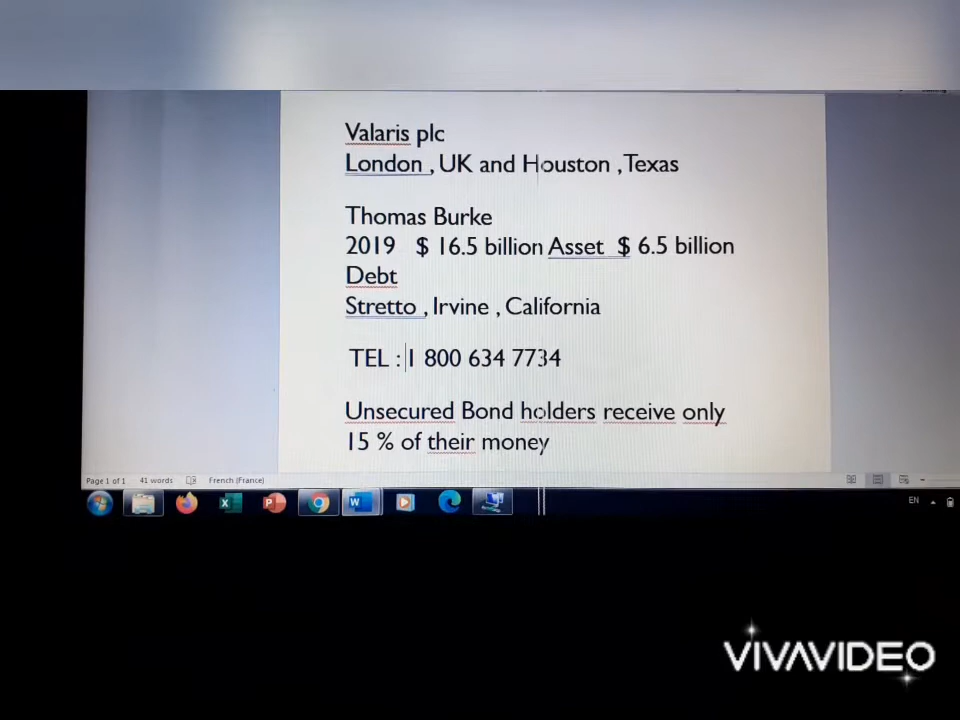 Valaris plc
London , UK and Houston , Texas
Thomas Burke
2019 $ 16.5 billion Asset $ 6.5 billion
Debt
Stretto , Irvine , California
TEL : 1 800 634 7734
Unsecured Bond holders receive only
15 % of their money
Page 1 of 1 41 words French (France)
EN
VIVAVIDEO